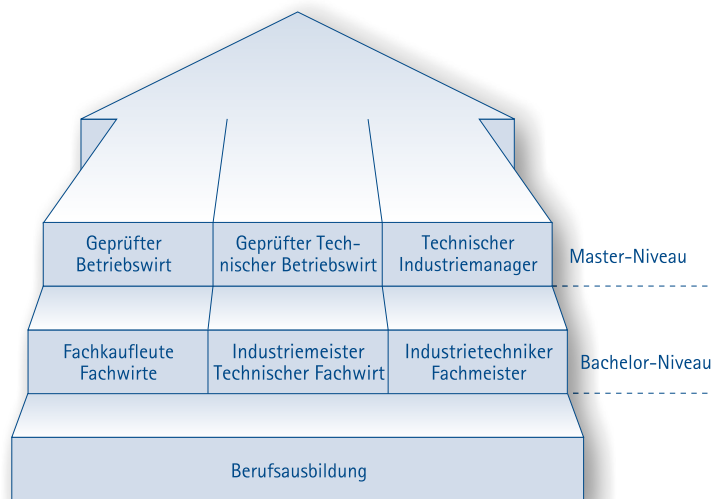 Geprüfter
Betriebswirt
Geprüfter Tech-
nischer Betriebswirt
Technischer
Industriemanager
Master-Niveau
Fachkaufleute
Fachwirte
Industriemeister
Technischer Fachwirt
Industrietechniker
Fachmeister
Bachelor-Niveau
Berufsausbildung